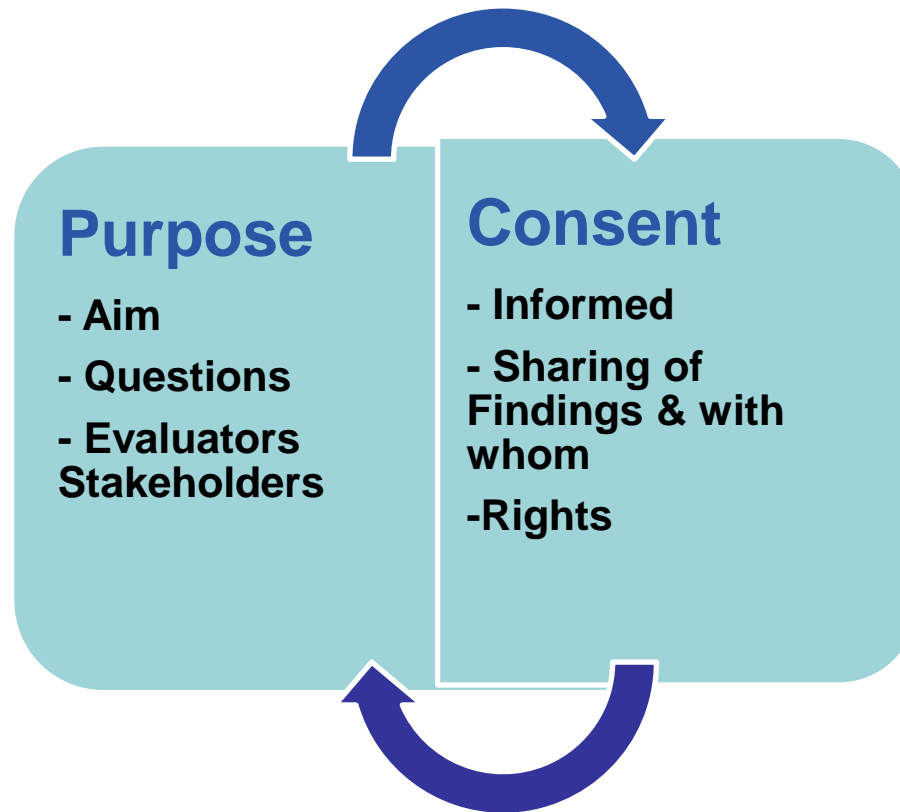 Purpose
- Aim
- Questions
- Evaluators
Stakeholders
Consent
- Informed
- Sharing of
Findings & with
whom
-Rights